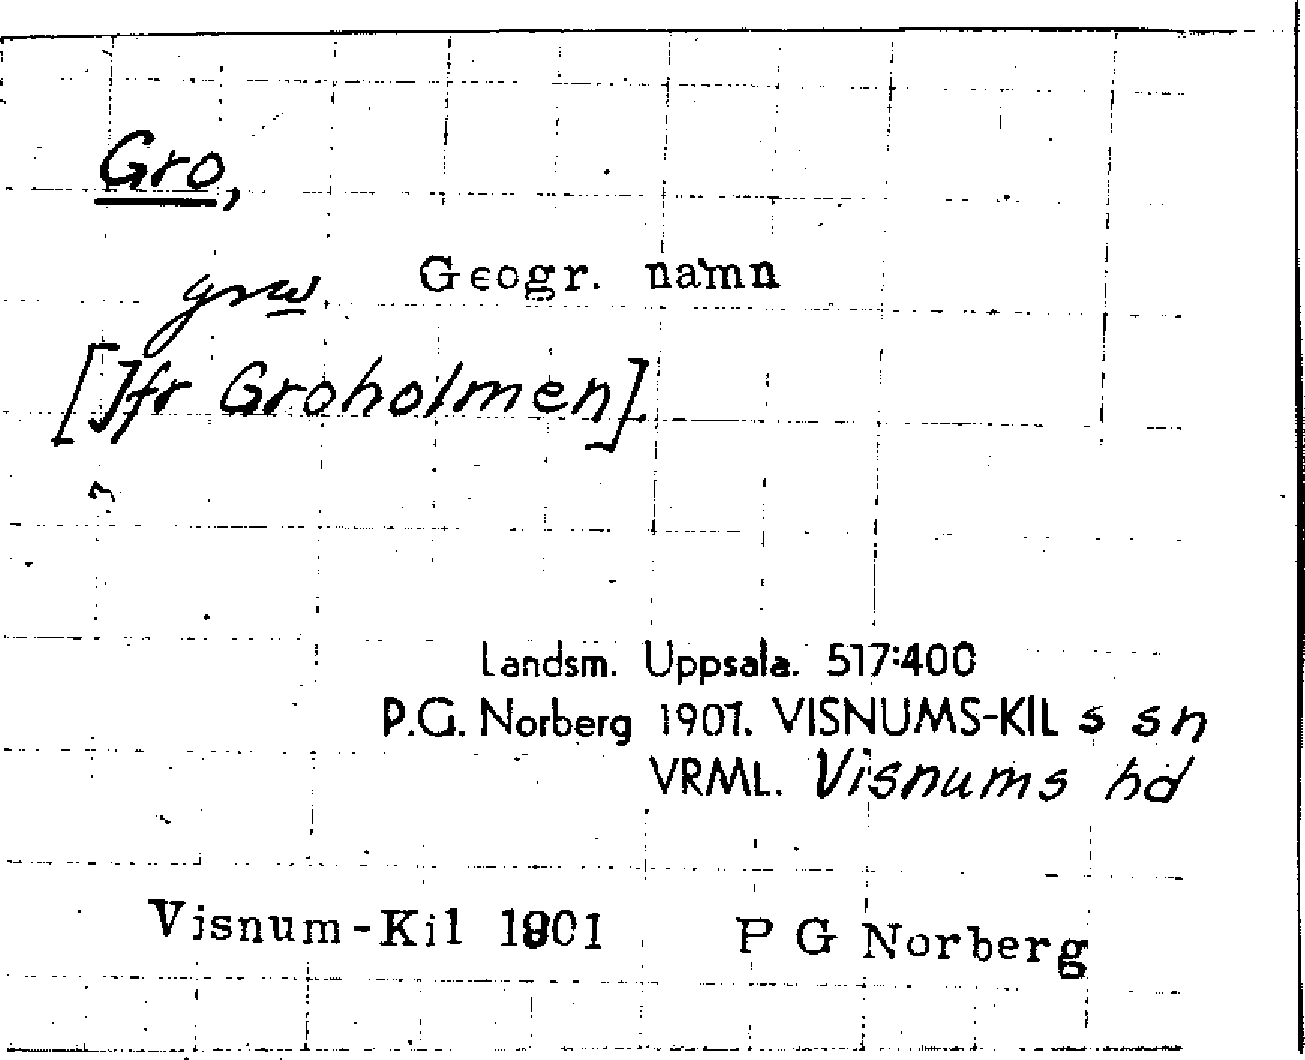 Gro,
grω Geogr. namn
[Jfr Groholmen].
Landsm. Uppsala. 517:400
P.G. Norberg 1901. VISNUMS-KIL s sn
VRML. Visnums hd
Visnum-Kil 1901 P G Norberg